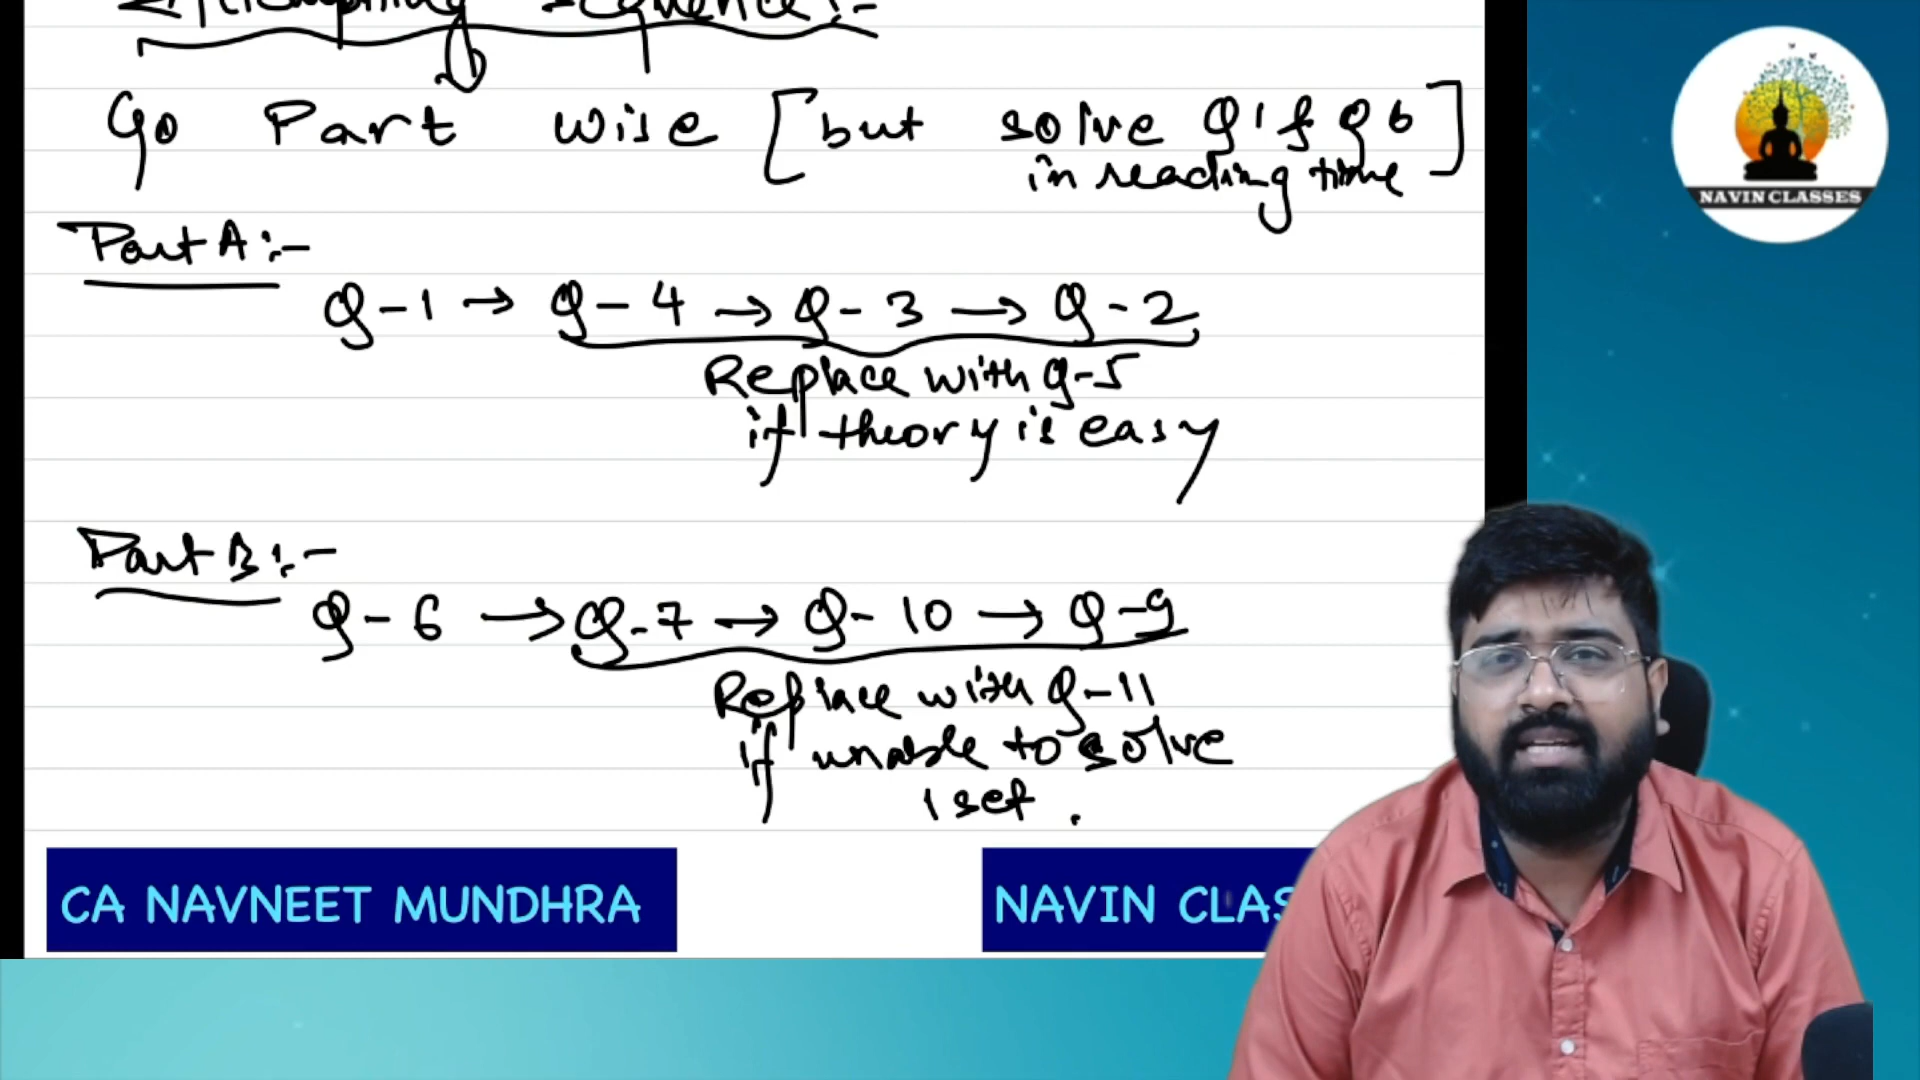 Attempting Sequence:-
Go Part wise [but solve Q1 & Q6
in reading time]
NAVIN CLASSES
Part A:-
Q-1 → Q-4 → Q-3 → Q-2
Replace with Q-5
if theory is easy
Part B:-
Q-6 → Q-7 → Q-10 → Q-9
Replace with Q-11
if unable to solve
1 set.
CA NAVNEET MUNDHRA
NAVIN CLAS